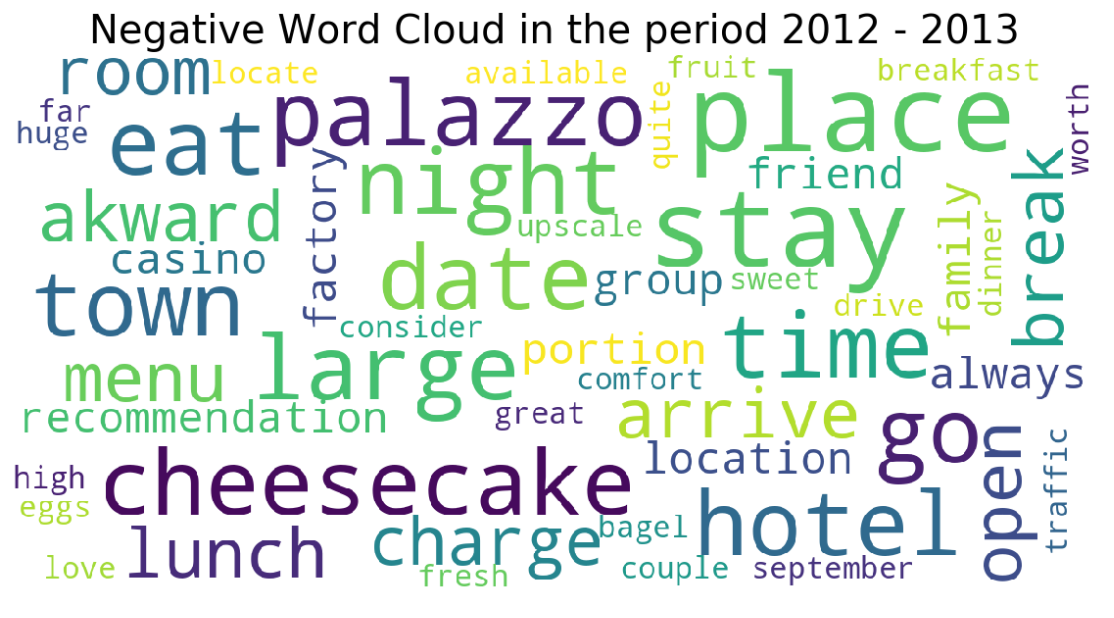 Negative Word Cloud in the period 2012 - 2013
room
locate
available
fruit
breakfast
far
huge
eat
palazzo
quite
place
worth
night
factory
friend
akward
upscale
stay
family
dinner
break
casino
date
group
sweet
town
consider
drive
large
portion
time
menu
comfort
always
recommendation
great
arrive
go
location
open
traffic
high
cheesecake
eggs
hotel
lunch
charge
bagel
love
fresh
couple
september